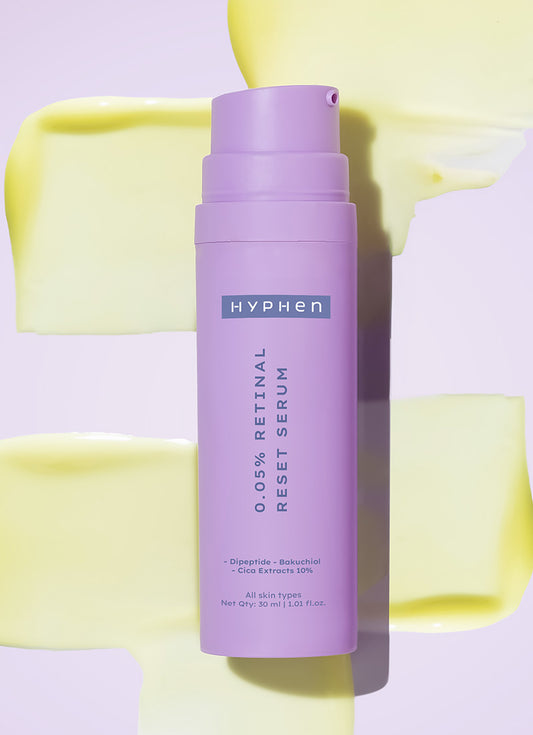 HYPHEN
0.05% RETINAL
RESET SERUM
- Dipeptide - Bakuchiol
- Cica Extracts 10%
All skin types
Net Qty: 30 ml | 1.01 fl.oz.